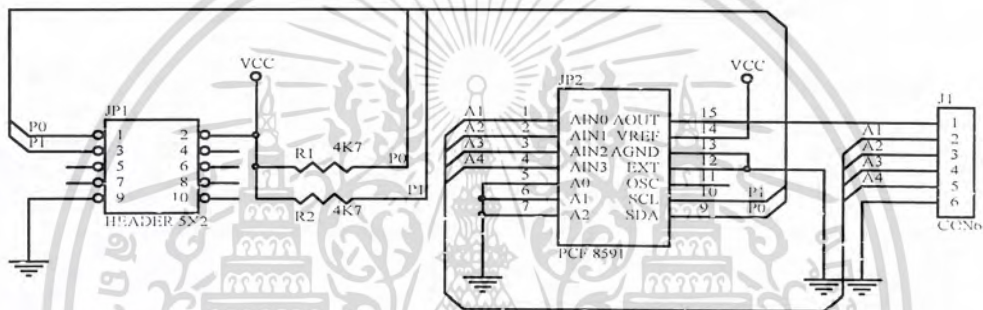 VCC
JP1
P0 1 2
P1 3 4
5 6
7 8
9 10
HEADER 5X2
R1 4K7 P0
R2 4K7 P1
JP2
A1 1 AIN0 AOUT 15
A2 2 AIN1 VREF 14
A3 3 AIN2 AGND 13
A4 4 AIN3 EXT 12
5 A0 OSC 11
6 A1 SCL 10 P1
7 A2 SDA 9 P0
PCF 8591
VCC
J1
1
A1 2
A2 3
A3 4
A4 5
6
CON6